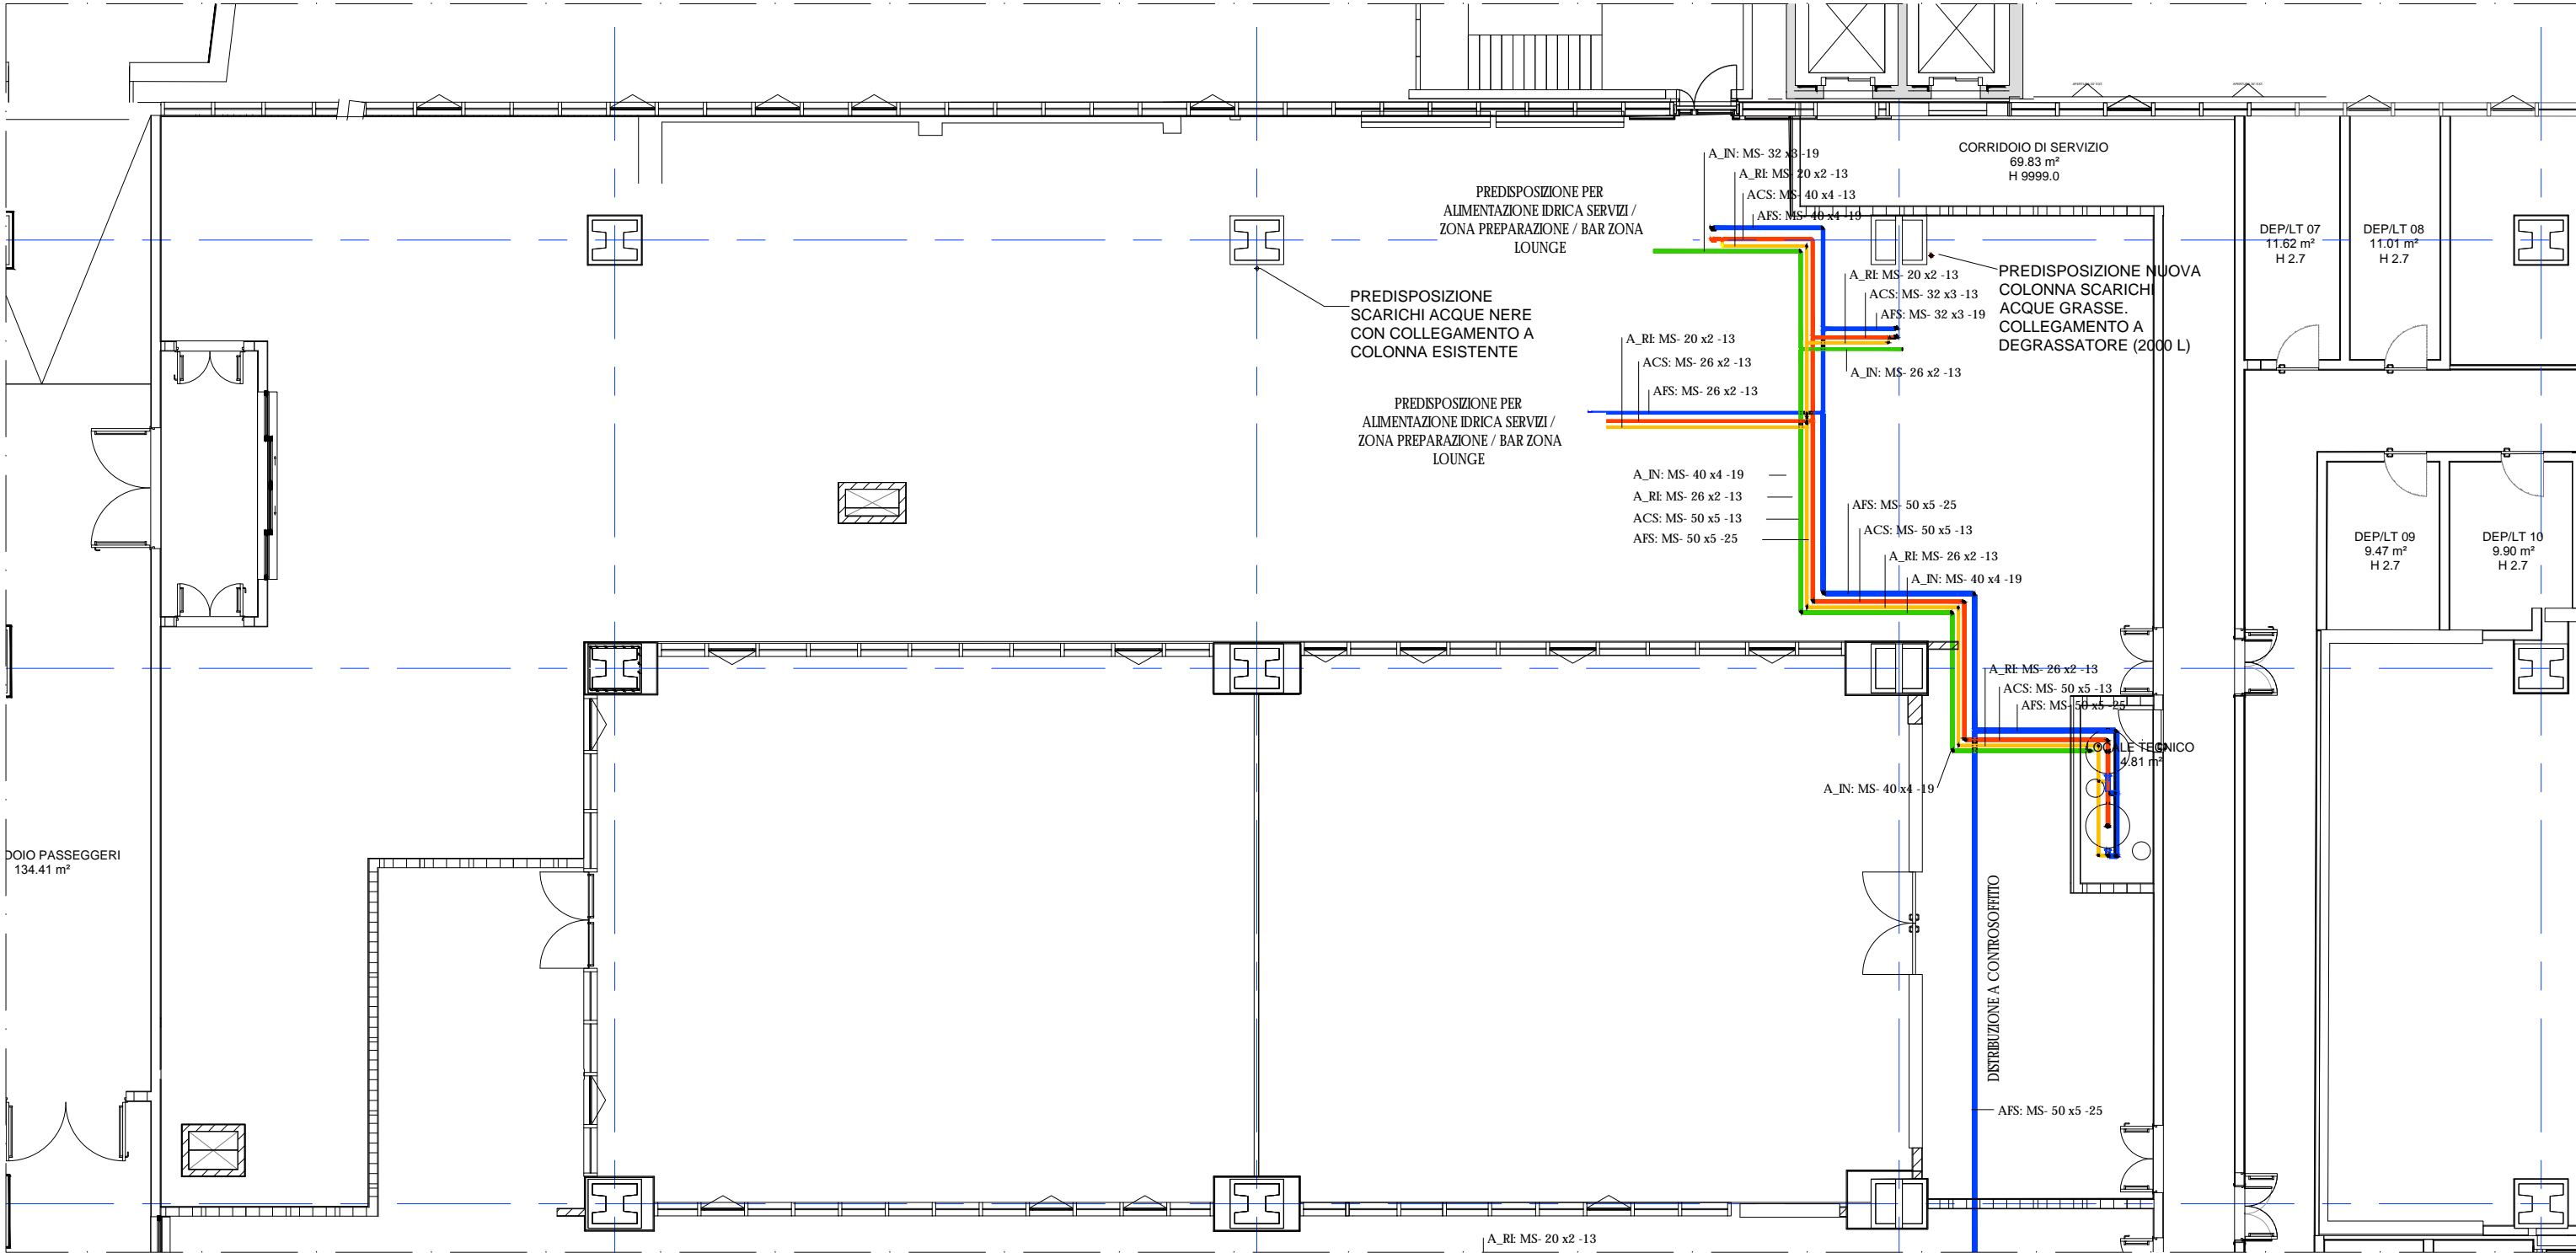 CORRIDOIO DI SERVIZIO
69.83 m²
H 9999.0
A_IN: MS- 32 x3 -19
A_RI: MS- 20 x2 -13
ACS: MS- 40 x4 -13
AFS: MS- 40 x4 -19
PREDISPOSIZIONE PER
ALIMENTAZIONE IDRICA SERVIZI /
ZONA PREPARAZIONE / BAR ZONA
LOUNGE
DEP/LT 07
11.62 m²
H 2.7
DEP/LT 08
11.01 m²
H 2.7
PREDISPOSIZIONE
SCARICHI ACQUE NERE
CON COLLEGAMENTO A
COLONNA ESISTENTE
A_RI: MS- 20 x2 -13
ACS: MS- 32 x3 -13
AFS: MS- 32 x3 -19
A_IN: MS- 26 x2 -13
PREDISPOSIZIONE NUOVA
COLONNA SCARICHI
ACQUE GRASSE.
COLLEGAMENTO A
DEGRASSATORE (2000 L)
A_RI: MS- 20 x2 -13
ACS: MS- 26 x2 -13
AFS: MS- 26 x2 -13
PREDISPOSIZIONE PER
ALIMENTAZIONE IDRICA SERVIZI /
ZONA PREPARAZIONE / BAR ZONA
LOUNGE
A_IN: MS- 40 x4 -19
A_RI: MS- 26 x2 -13
ACS: MS- 50 x5 -13
AFS: MS- 50 x5 -25
AFS: MS- 50 x5 -25
ACS: MS- 50 x5 -13
A_RI: MS- 26 x2 -13
A_IN: MS- 40 x4 -19
DEP/LT 09
9.47 m²
H 2.7
DEP/LT 10
9.90 m²
H 2.7
A_RI: MS- 26 x2 -13
ACS: MS- 50 x5 -13
AFS: MS- 50 x5 -25
LOCALE TECNICO
4.81 m²
A_IN: MS- 40 x4 -19
DOIO PASSEGGERI
134.41 m²
DISTRIBUZIONE A CONTROSOFFITTO
AFS: MS- 50 x5 -25
A_RI: MS- 20 x2 -13